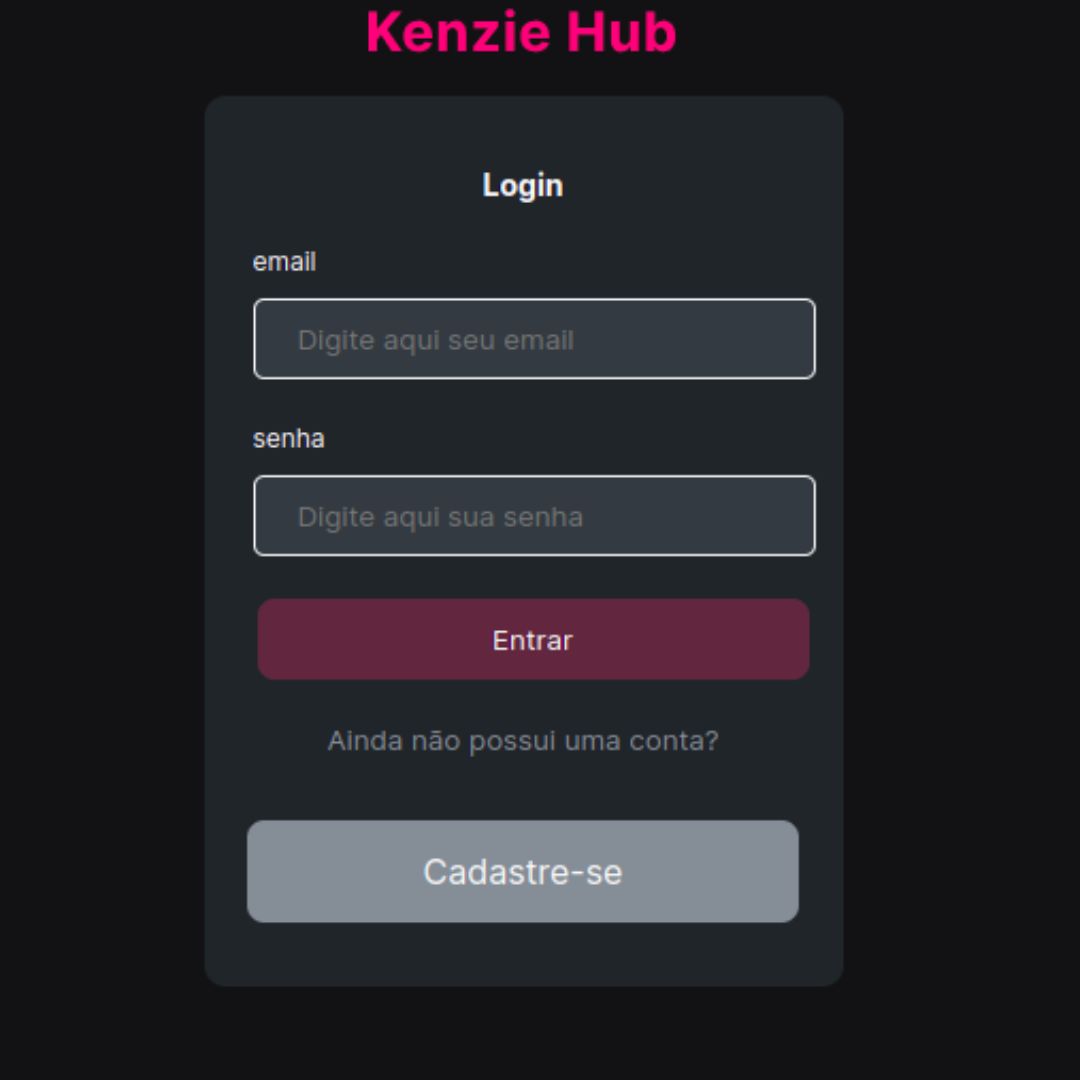 Kenzie Hub
Login
email
Digite aqui seu email
senha
Digite aqui sua senha
Entrar
Ainda não possui uma conta?
Cadastre-se